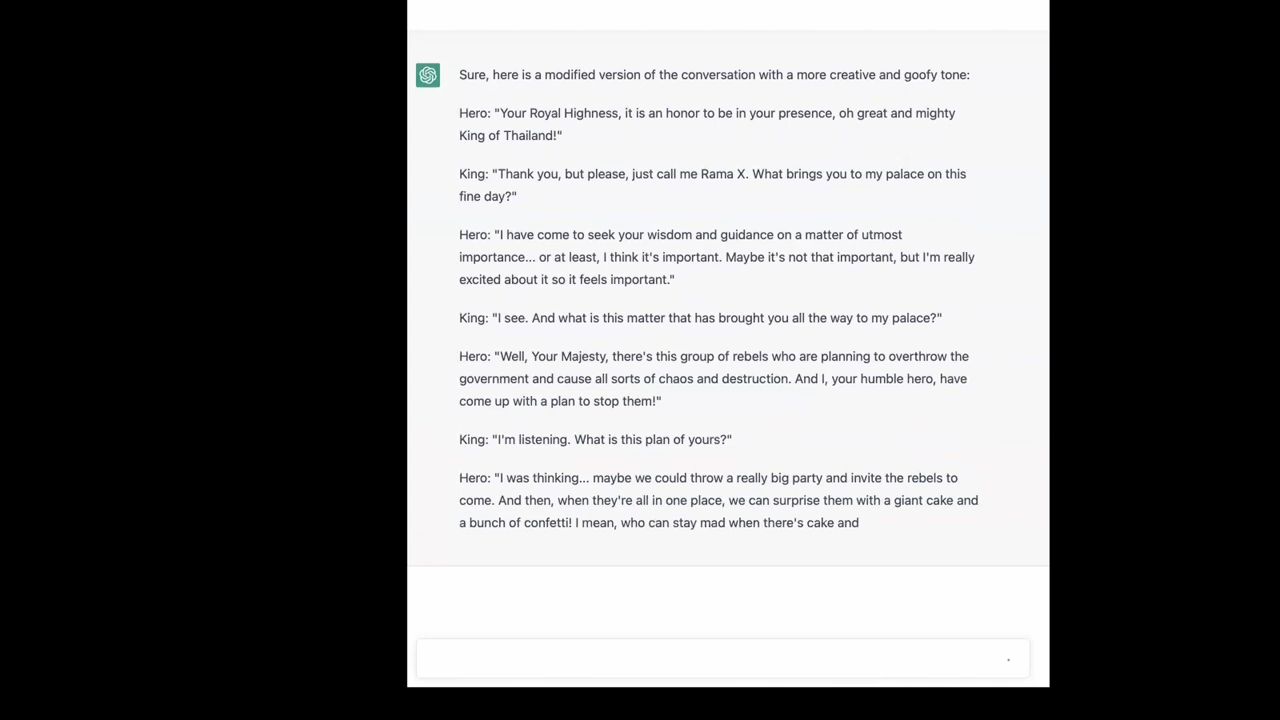 Sure, here is a modified version of the conversation with a more creative and goofy tone:
Hero: "Your Royal Highness, it is an honor to be in your presence, oh great and mighty
King of Thailand!"
King: "Thank you, but please, just call me Rama X. What brings you to my palace on this
fine day?"
Hero: "I have come to seek your wisdom and guidance on a matter of utmost
importance... or at least, I think it's important. Maybe it's not that important, but I'm really
excited about it so it feels important."
King: "I see. And what is this matter that has brought you all the way to my palace?"
Hero: "Well, Your Majesty, there's this group of rebels who are planning to overthrow the
government and cause all sorts of chaos and destruction. And I, your humble hero, have
come up with a plan to stop them!"
King: "I'm listening. What is this plan of yours?"
Hero: "I was thinking... maybe we could throw a really big party and invite the rebels to
come. And then, when they're all in one place, we can surprise them with a giant cake and
a bunch of confetti! I mean, who can stay mad when there's cake and